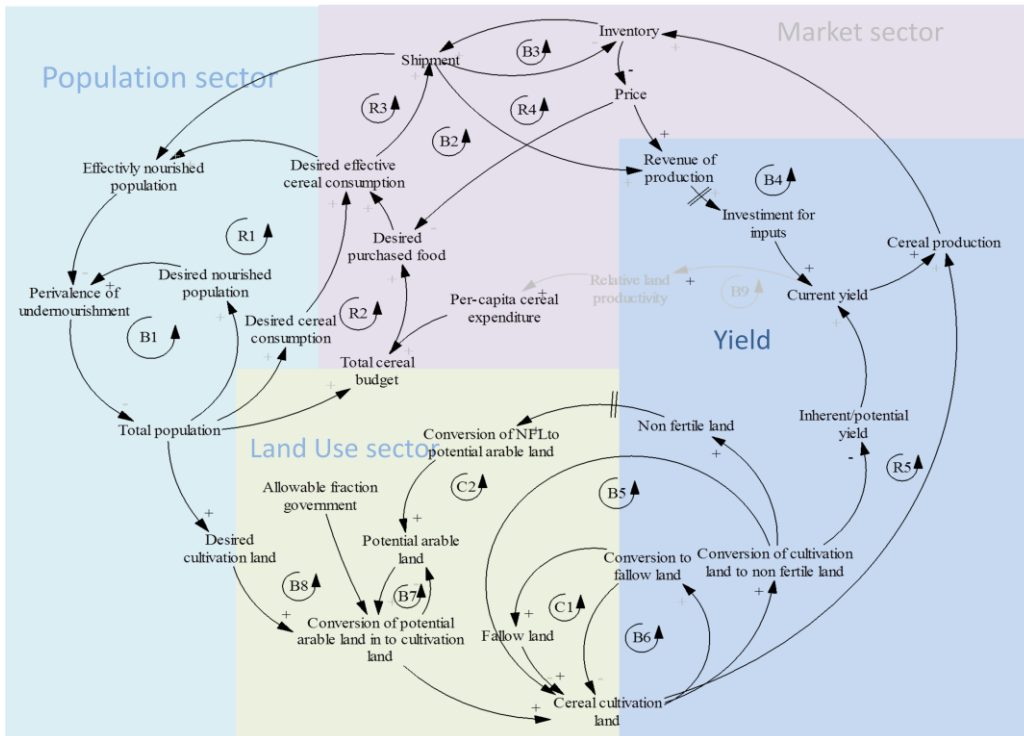 Market sector
Inventory
B3
Shipment
Population sector
Price
R3
R4
B2
Effectivly nourished
population
Desired effective
cereal consumption
Revenue of
production
B4
Investiment for
inputs
R1
Desired
purchased food
Cereal production
Desired nourished
population
Perivalence of
undernourishment
Relative land
productivity
B9
Current yield
Per-capita cereal
expenditure
R2
Desired cereal
consumption
B1
Yield
Total cereal
budget
Total population
Inherent/potential
yield
Non fertile land
Conversion of NFLto
potential arable land
Land Use sector
R5
C2
B5
Allowable fraction
government
Desired
cultivation land
Potential arable
land
Conversion to
fallow land
Conversion of cultivation
land to non fertile land
B8
B7
C1
Conversion of potential
arable land in to cultivation
land
Fallow land
B6
Cereal cultivation
land